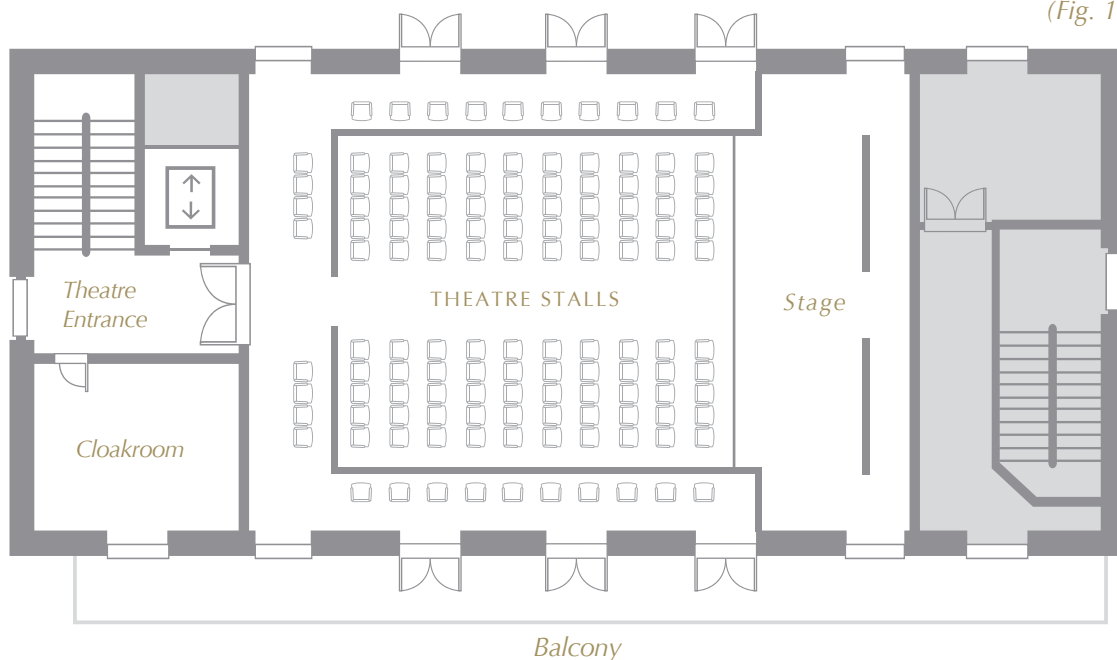 (Fig. 1
Theatre
Entrance
THEATRE STALLS
Stage
Cloakroom
Balcony